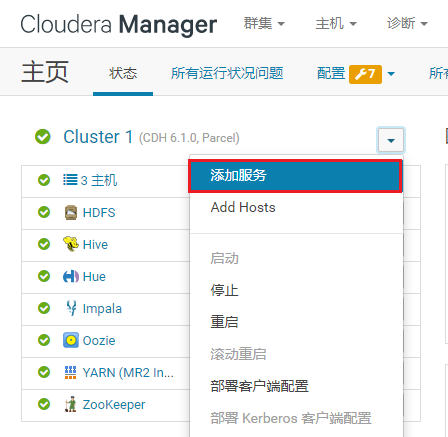 Cloudera Manager 群集 主机 诊断
主页 状态 所有运行状况问题 配置 7 所
Cluster 1 (CDH 6.1.0, Parcel)
添加服务
3 主机
Add Hosts
HDFS
Hive
启动
Hue
停止
Impala
重启
Oozie
滚动重启
YARN (MR2 In...
部署客户端配置
ZooKeeper
部署 Kerberos 客户端配置